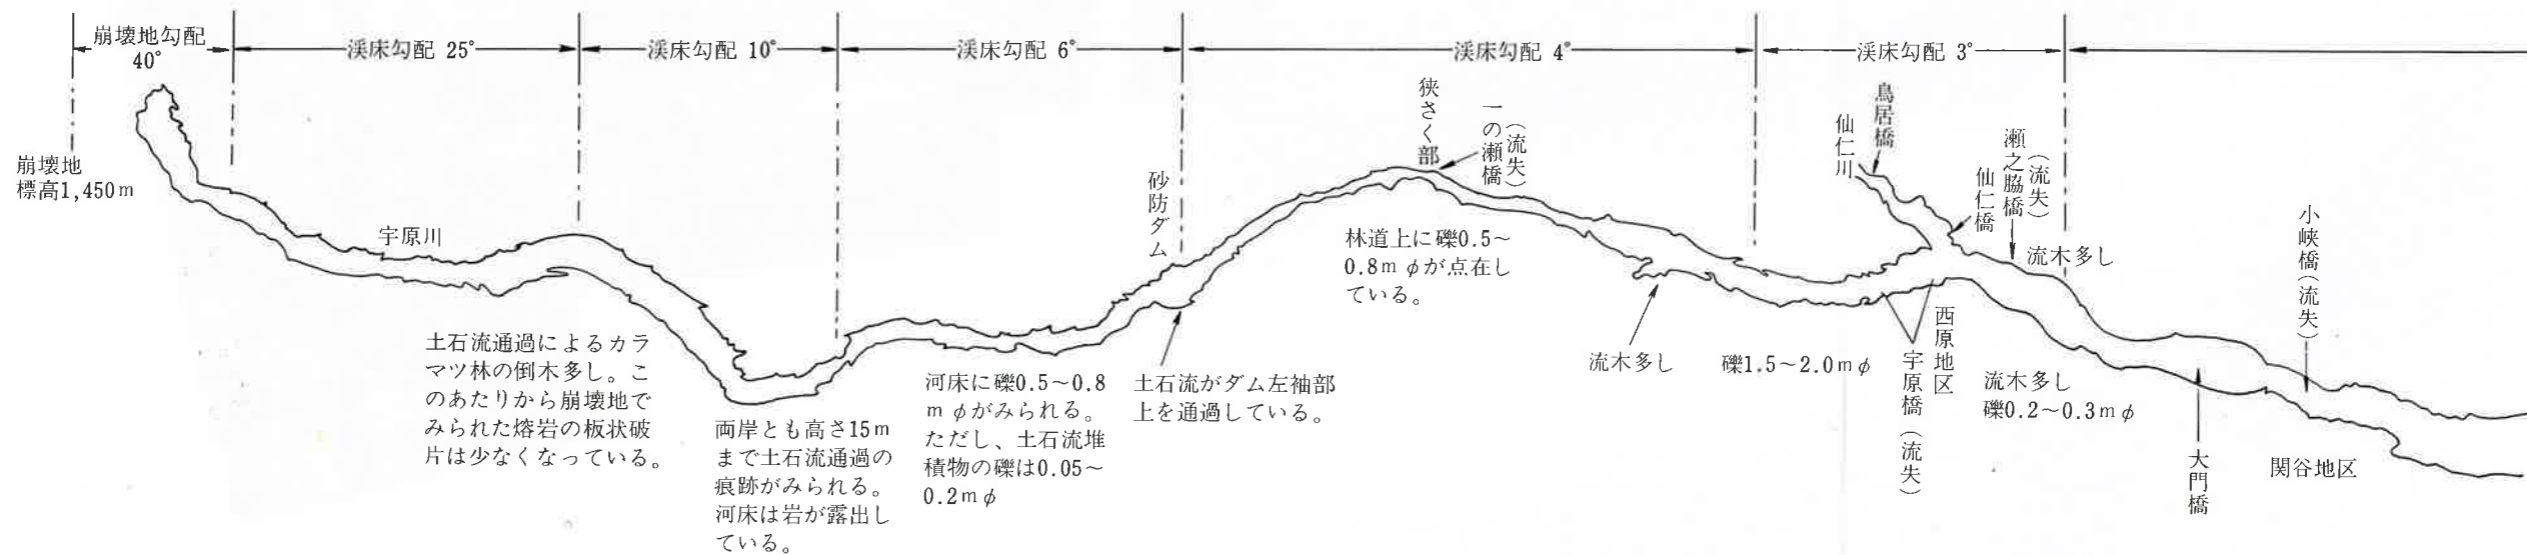 崩壊地勾配
40°
渓床勾配 25°
渓床勾配 10°
渓床勾配 6°
渓床勾配 4°
渓床勾配 3°
崩壊地
標高1,450m
宇原川
土石流通過によるカラ
マツ林の倒木多し。こ
のあたりから崩壊地で
みられた熔岩の板状破
片は少なくなっている。
両岸とも高さ15m
まで土石流通過の
痕跡がみられる。
河床は岩が露出し
ている。
河床に礫0.5〜0.8
mφがみられる。
ただし、土石流堆
積物の礫は0.05〜
0.2mφ
砂防ダム
土石流がダム左袖部
上を通過している。
狭さく部
一の瀬橋
(流失)
林道上に礫0.5〜
0.8mφが点在し
ている。
流木多し
礫1.5〜2.0mφ
仙仁川
鳥居橋
仙仁橋
瀬之脇橋
(流失)
流木多し
西原地区
宇原橋(流失)
流木多し
礫0.2〜0.3mφ
大門橋
小峡橋(流失)
関谷地区